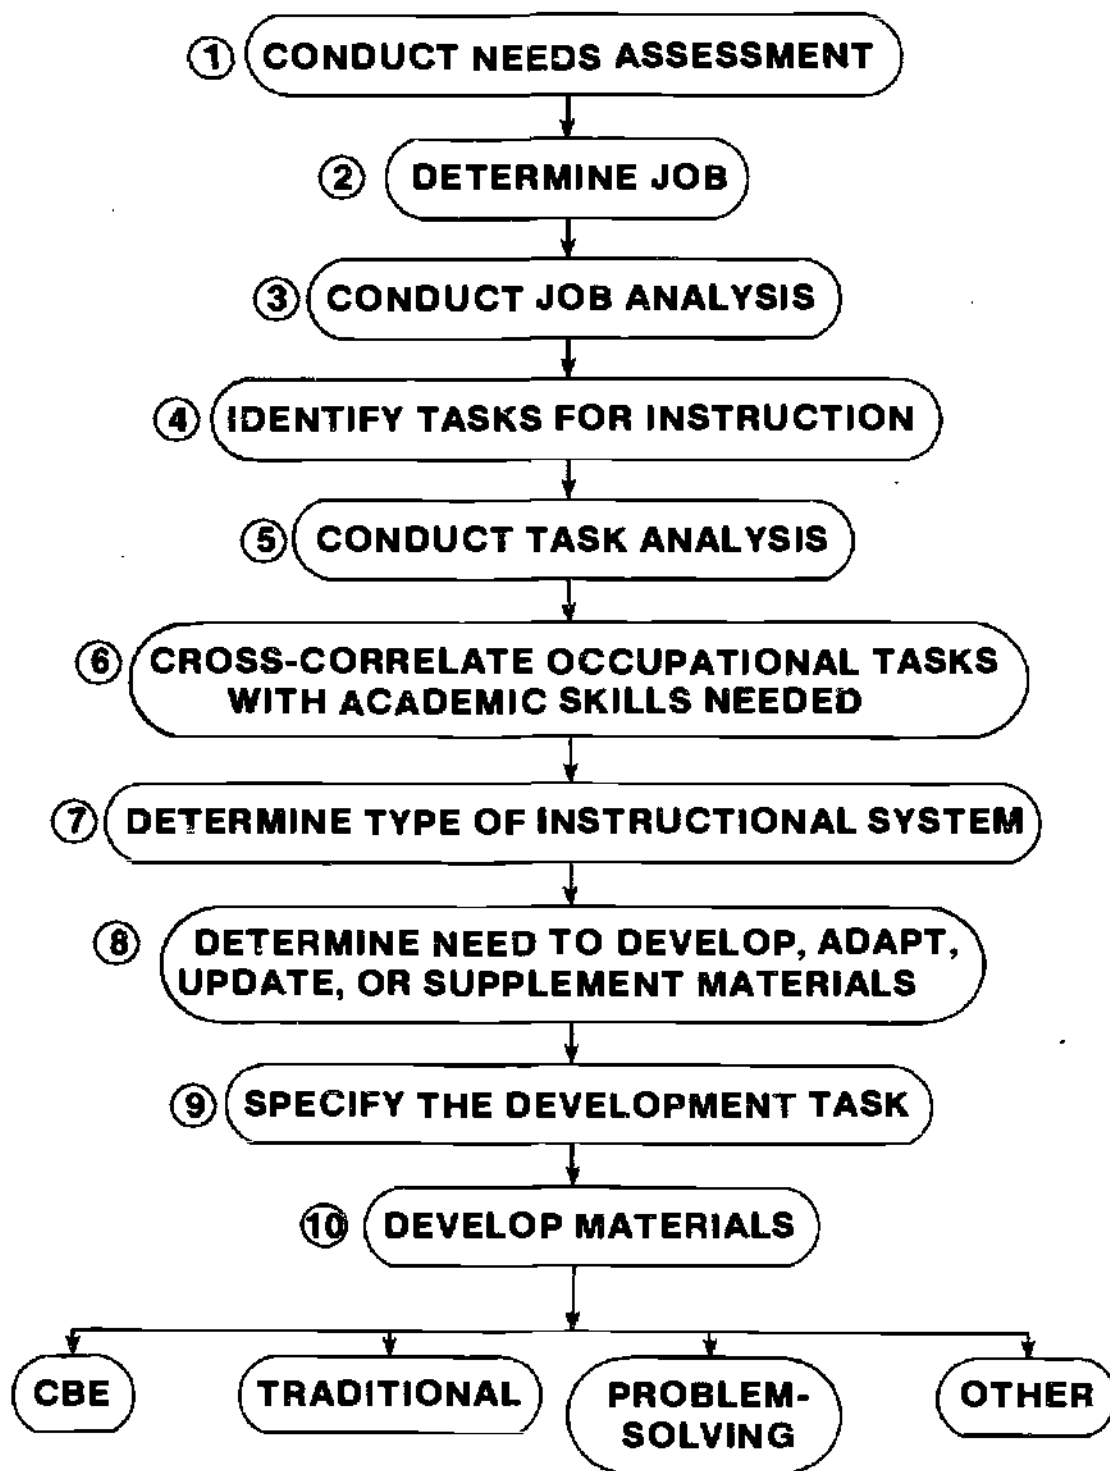 1 CONDUCT NEEDS ASSESSMENT
2 DETERMINE JOB
3 CONDUCT JOB ANALYSIS
4 IDENTIFY TASKS FOR INSTRUCTION
5 CONDUCT TASK ANALYSIS
6 CROSS-CORRELATE OCCUPATIONAL TASKS
WITH ACADEMIC SKILLS NEEDED
7 DETERMINE TYPE OF INSTRUCTIONAL SYSTEM
8 DETERMINE NEED TO DEVELOP, ADAPT,
UPDATE, OR SUPPLEMENT MATERIALS
9 SPECIFY THE DEVELOPMENT TASK
10 DEVELOP MATERIALS
CBE
TRADITIONAL
PROBLEM-
SOLVING
OTHER